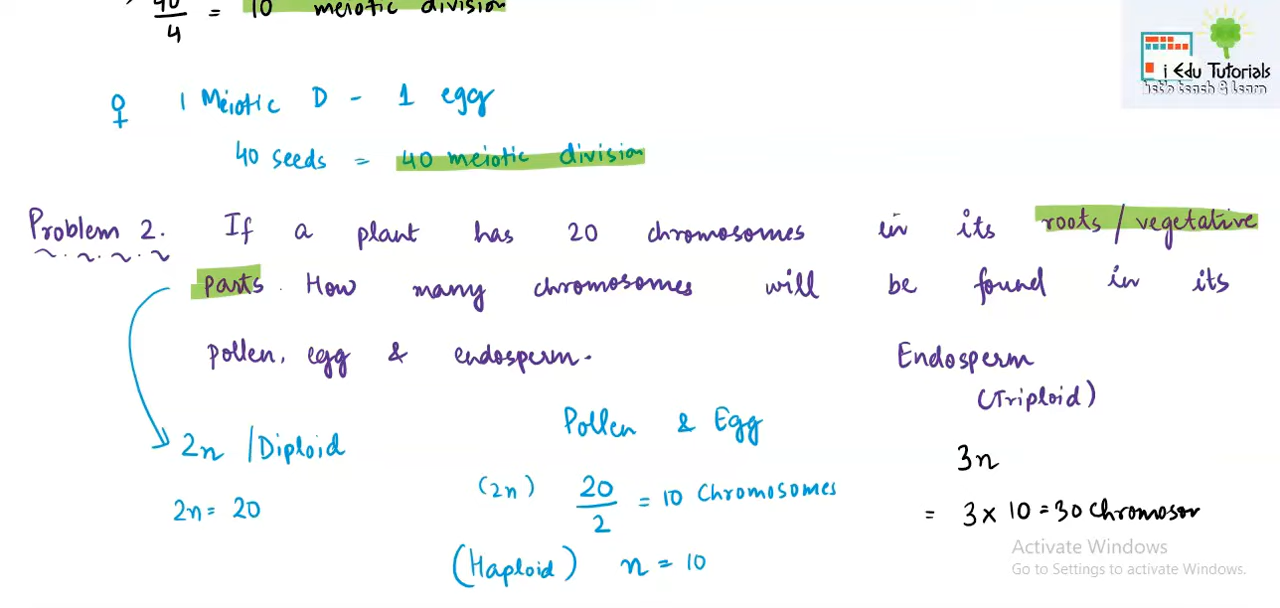 40/4 = 10 meiotic division
i Edu Tutorials
let's teach & Learn
♀ 1 Meiotic D - 1 egg
40 seeds = 40 meiotic division
Problem 2. If a plant has 20 chromosomes in its roots / vegetative
parts. How many chromosomes will be found in its
pollen, egg & endosperm.
Endosperm
(Triploid)
Pollen & Egg
2n / Diploid
3n
(2n) 20/2 = 10 Chromosomes
2n = 20
= 3 × 10 = 30 Chromosom
(Haploid) n = 10
Activate Windows
Go to Settings to activate Windows.